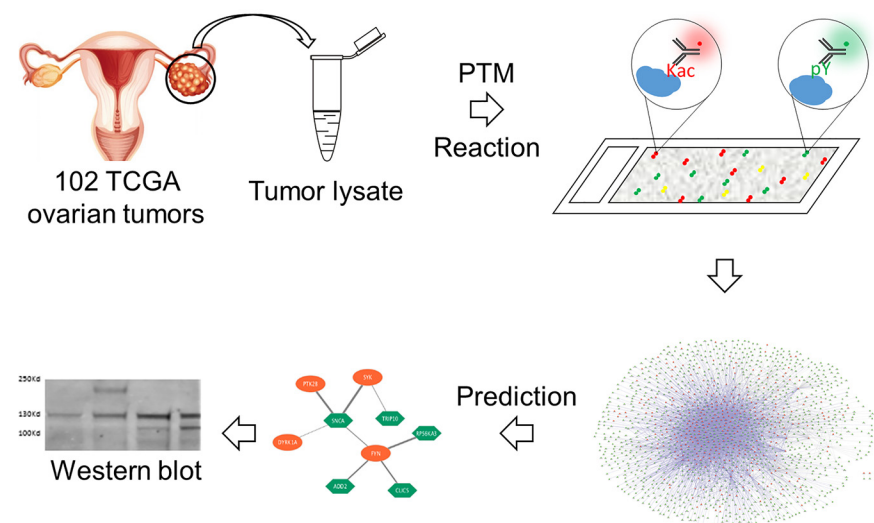 PTM
Kac
pY
Reaction
102 TCGA
ovarian tumors
Tumor lysate
250Kd
130Kd
100Kd
Western blot
PTK2B
SYK
SNCA
TRIP10
DYRK1A
FYN
RPS6KA3
ADD2
CLIC5
Prediction